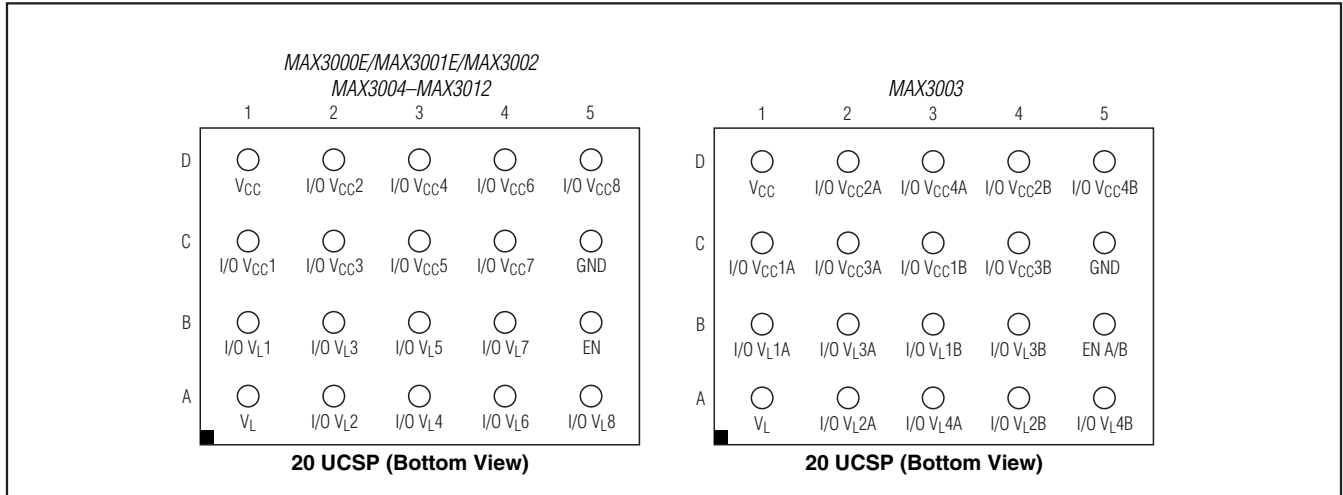 MAX3000E/MAX3001E/MAX3002
MAX3004–MAX3012
1 2 3 4 5
D
VCC I/O VCC2 I/O VCC4 I/O VCC6 I/O VCC8
C
I/O VCC1 I/O VCC3 I/O VCC5 I/O VCC7 GND
B
I/O VL1 I/O VL3 I/O VL5 I/O VL7 EN
A
VL I/O VL2 I/O VL4 I/O VL6 I/O VL8
20 UCSP (Bottom View)
MAX3003
1 2 3 4 5
D
VCC I/O VCC2A I/O VCC4A I/O VCC2B I/O VCC4B
C
I/O VCC1A I/O VCC3A I/O VCC1B I/O VCC3B GND
B
I/O VL1A I/O VL3A I/O VL1B I/O VL3B EN A/B
A
VL I/O VL2A I/O VL4A I/O VL2B I/O VL4B
20 UCSP (Bottom View)